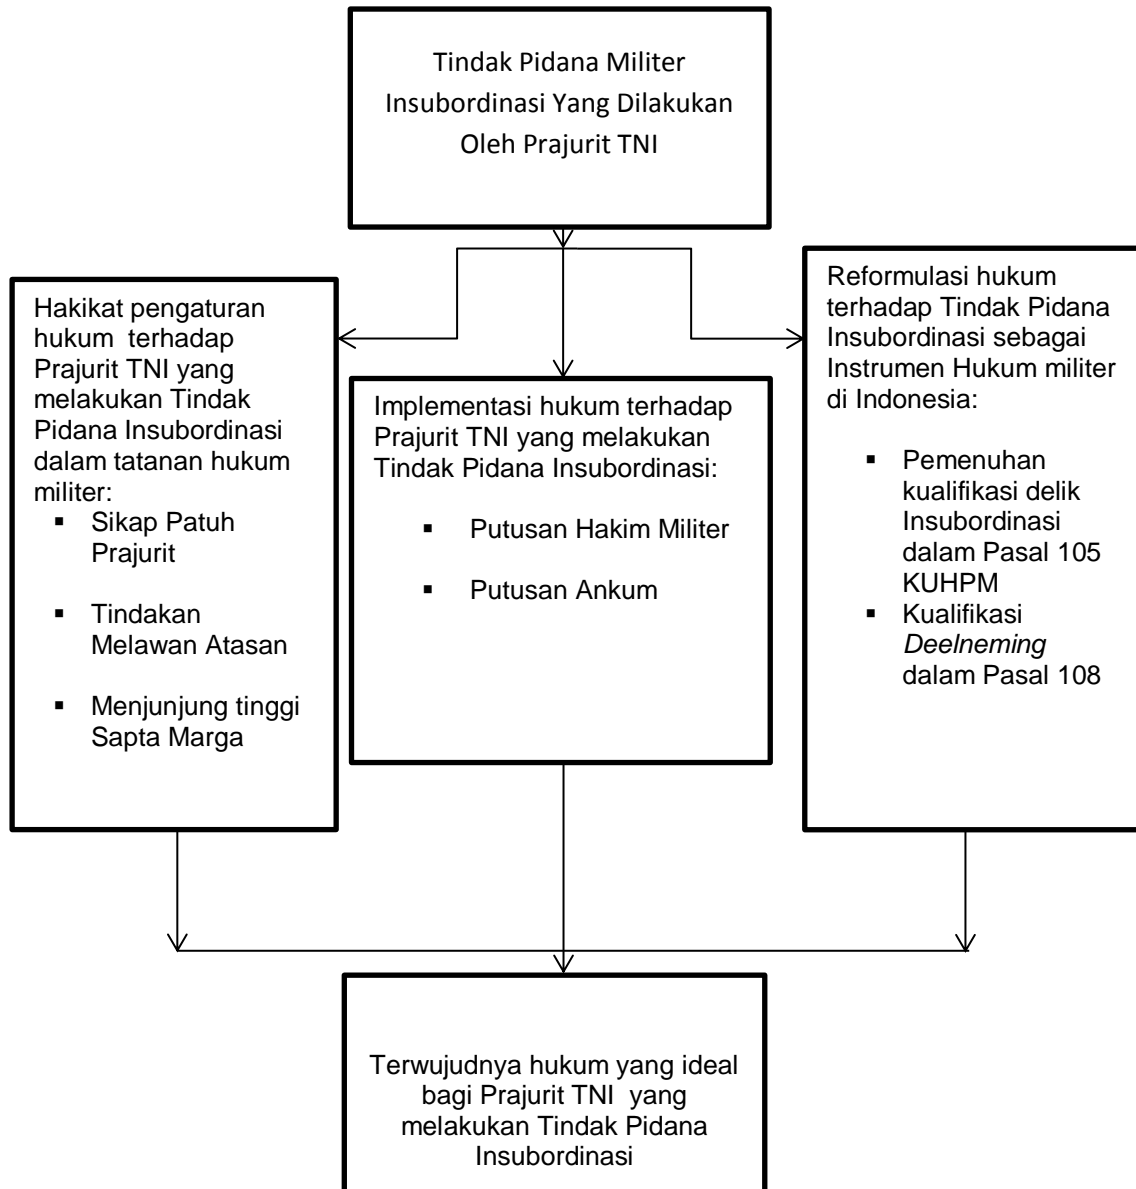 Tindak Pidana Militer
Insubordinasi Yang Dilakukan
Oleh Prajurit TNI
Hakikat pengaturan
hukum terhadap
Prajurit TNI yang
melakukan Tindak
Pidana Insubordinasi
dalam tatanan hukum
militer:
▪ Sikap Patuh
Prajurit
▪ Tindakan
Melawan Atasan
▪ Menjunjung tinggi
Sapta Marga
Implementasi hukum terhadap
Prajurit TNI yang melakukan
Tindak Pidana Insubordinasi:
▪ Putusan Hakim Militer
▪ Putusan Ankum
Reformulasi hukum
terhadap Tindak Pidana
Insubordinasi sebagai
Instrumen Hukum militer
di Indonesia:
▪ Pemenuhan
kualifikasi delik
Insubordinasi
dalam Pasal 105
KUHPM
▪ Kualifikasi
Deelneming
dalam Pasal 108
Terwujudnya hukum yang ideal
bagi Prajurit TNI yang
melakukan Tindak Pidana
Insubordinasi